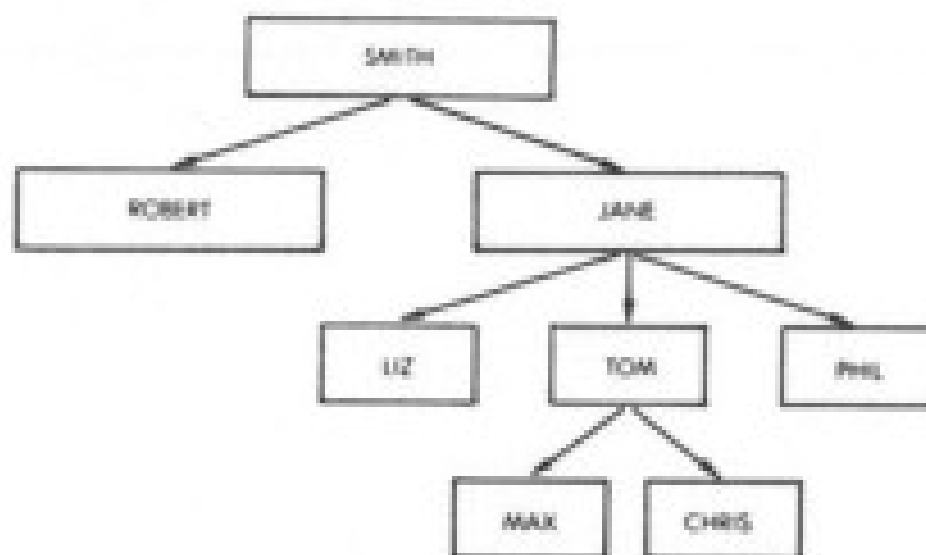 SMITH
ROBERT
JANE
LIZ
TOM
PHIL
MAX
CHRIS